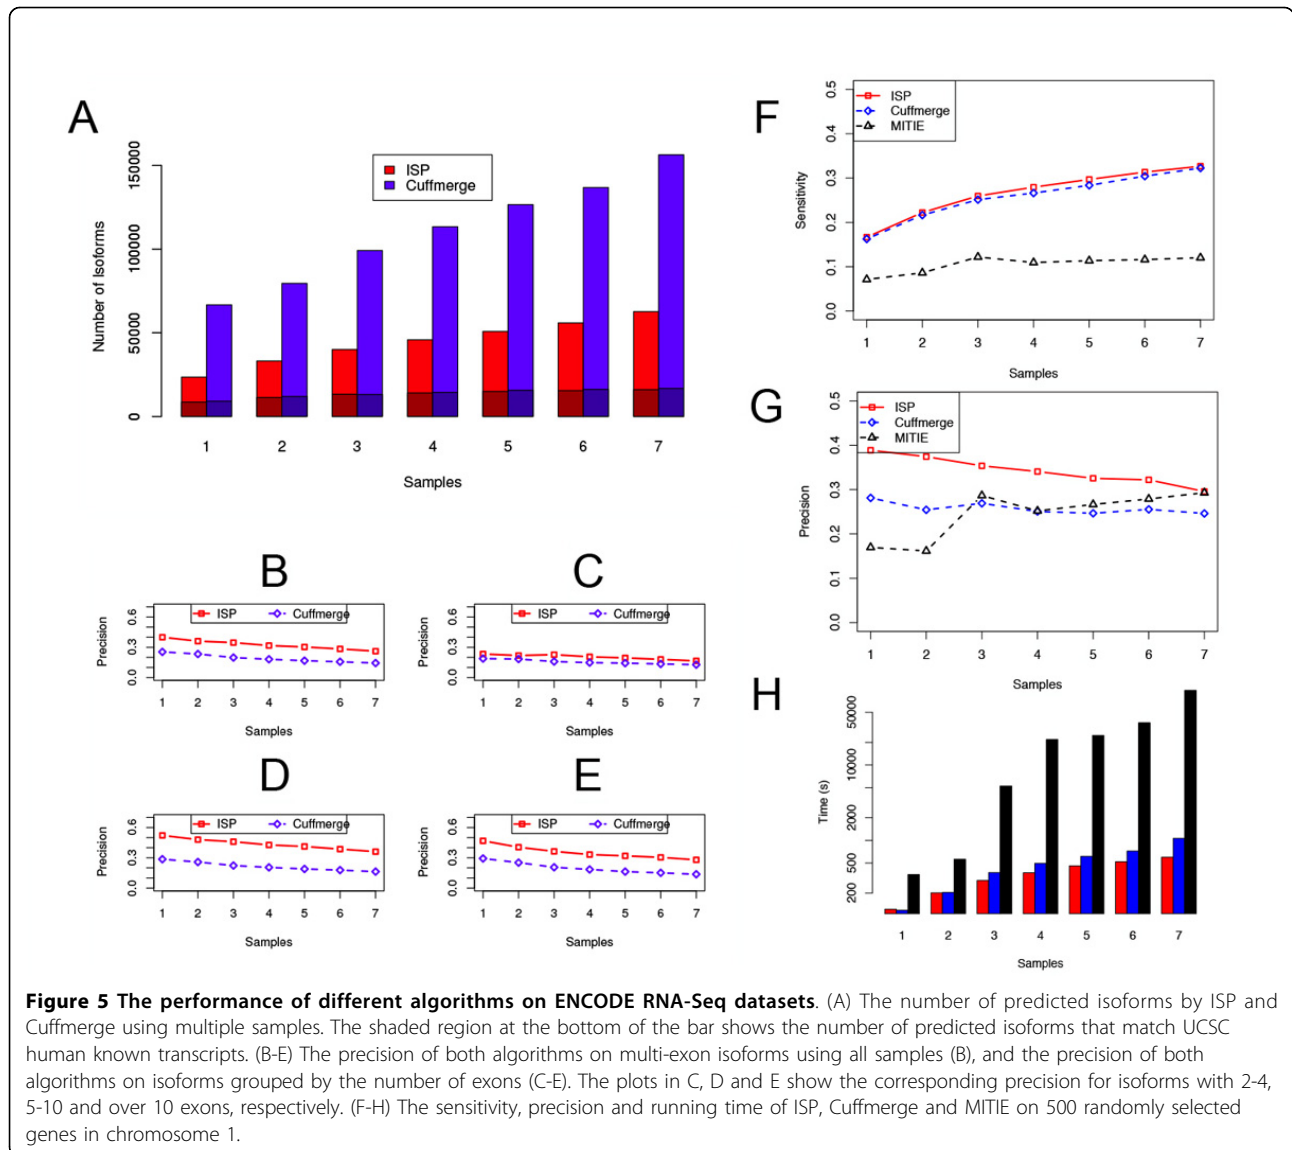 A
ISP
Cuffmerge
Number of Isoforms
0
50000
100000
150000
1 2 3 4 5 6 7
Samples
F
ISP
Cuffmerge
MITIE
Sensitivity
0.0 0.1 0.2 0.3 0.4 0.5
1 2 3 4 5 6 7
Samples
G
ISP
Cuffmerge
MITIE
Precision
0.0 0.1 0.2 0.3 0.4 0.5
1 2 3 4 5 6 7
Samples
B
ISP Cuffmerge
Precision
0.0 0.3 0.6
1 2 3 4 5 6 7
Samples
C
ISP Cuffmerge
Precision
0.0 0.3 0.6
1 2 3 4 5 6 7
Samples
D
ISP Cuffmerge
Precision
0.0 0.3 0.6
1 2 3 4 5 6 7
Samples
E
ISP Cuffmerge
Precision
0.0 0.3 0.6
1 2 3 4 5 6 7
Samples
H
Time (s)
200 500 2000 10000 50000
1 2 3 4 5 6 7
Samples
Figure 5 The performance of different algorithms on ENCODE RNA-Seq datasets. (A) The number of predicted isoforms by ISP and
Cuffmerge using multiple samples. The shaded region at the bottom of the bar shows the number of predicted isoforms that match UCSC
human known transcripts. (B-E) The precision of both algorithms on multi-exon isoforms using all samples (B), and the precision of both
algorithms on isoforms grouped by the number of exons (C-E). The plots in C, D and E show the corresponding precision for isoforms with 2-4,
5-10 and over 10 exons, respectively. (F-H) The sensitivity, precision and running time of ISP, Cuffmerge and MITIE on 500 randomly selected
genes in chromosome 1.